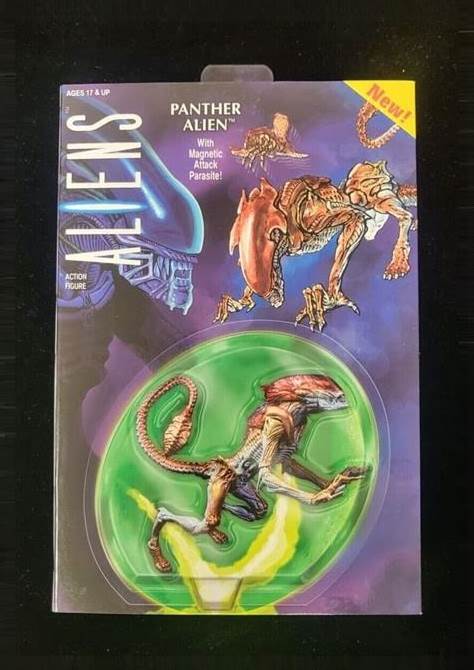 AGES 17 & UP
ALIENS
ACTION
FIGURE
PANTHER
ALIEN™
With
Magnetic
Attack
Parasite!
New!